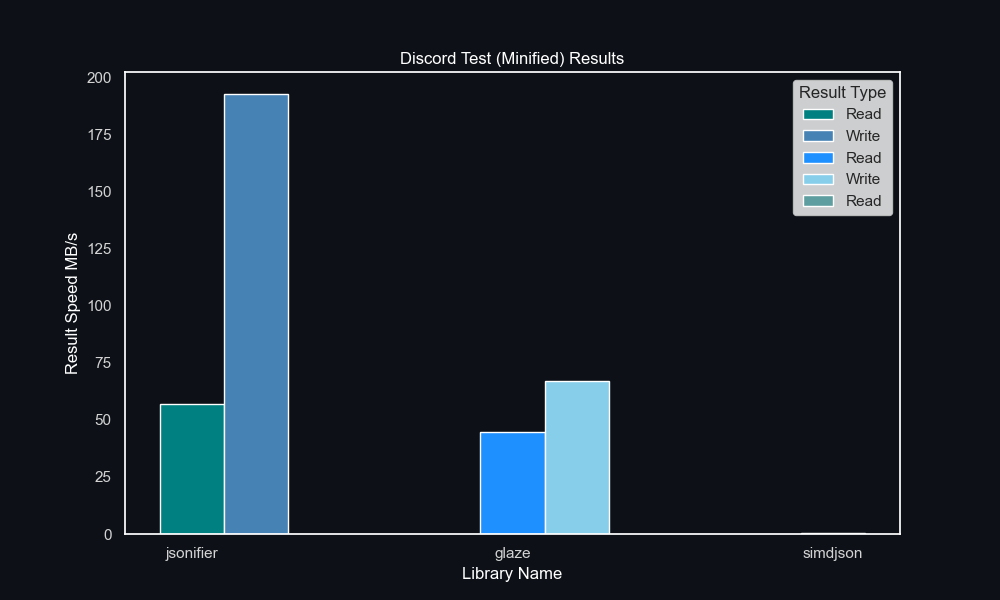 Discord Test (Minified) Results
200
175
150
125
100
75
50
25
0
Result Speed MB/s
Result Type
Read
Write
Read
Write
Read
jsonifier
glaze
simdjson
Library Name